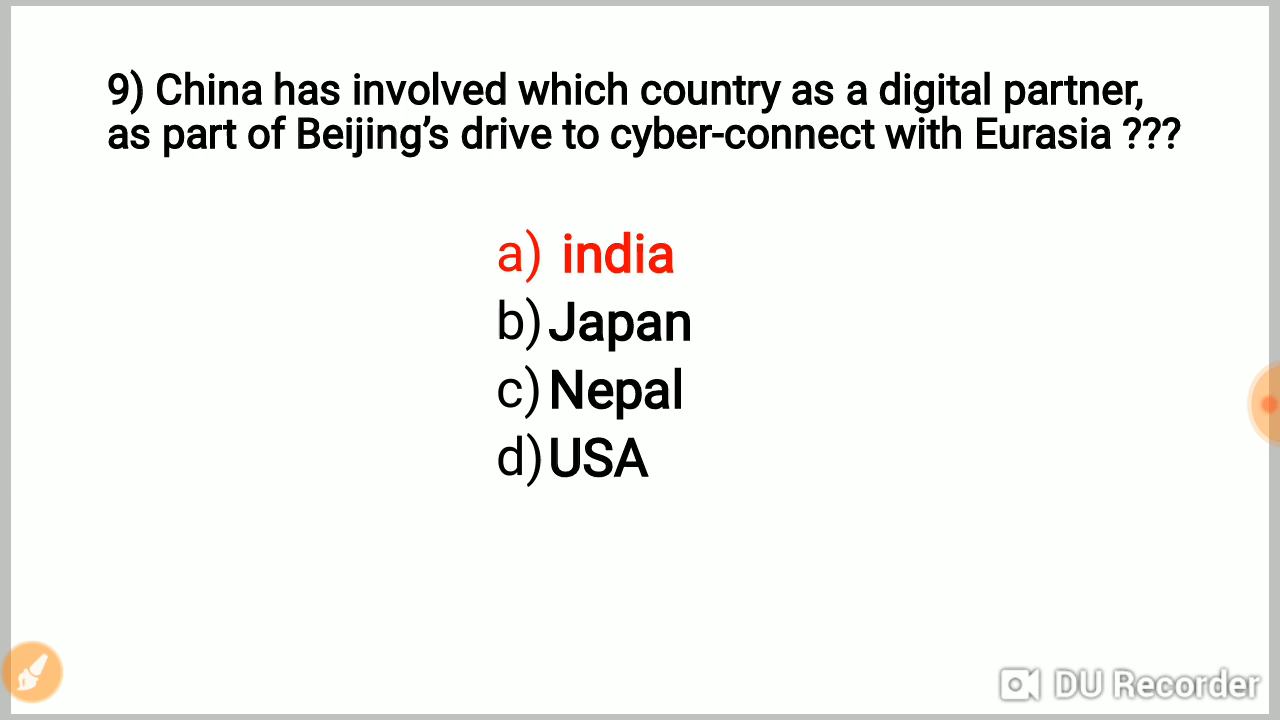 9) China has involved which country as a digital partner,
as part of Beijing’s drive to cyber-connect with Eurasia ???
a) india
b) Japan
c) Nepal
d) USA
DU Recorder